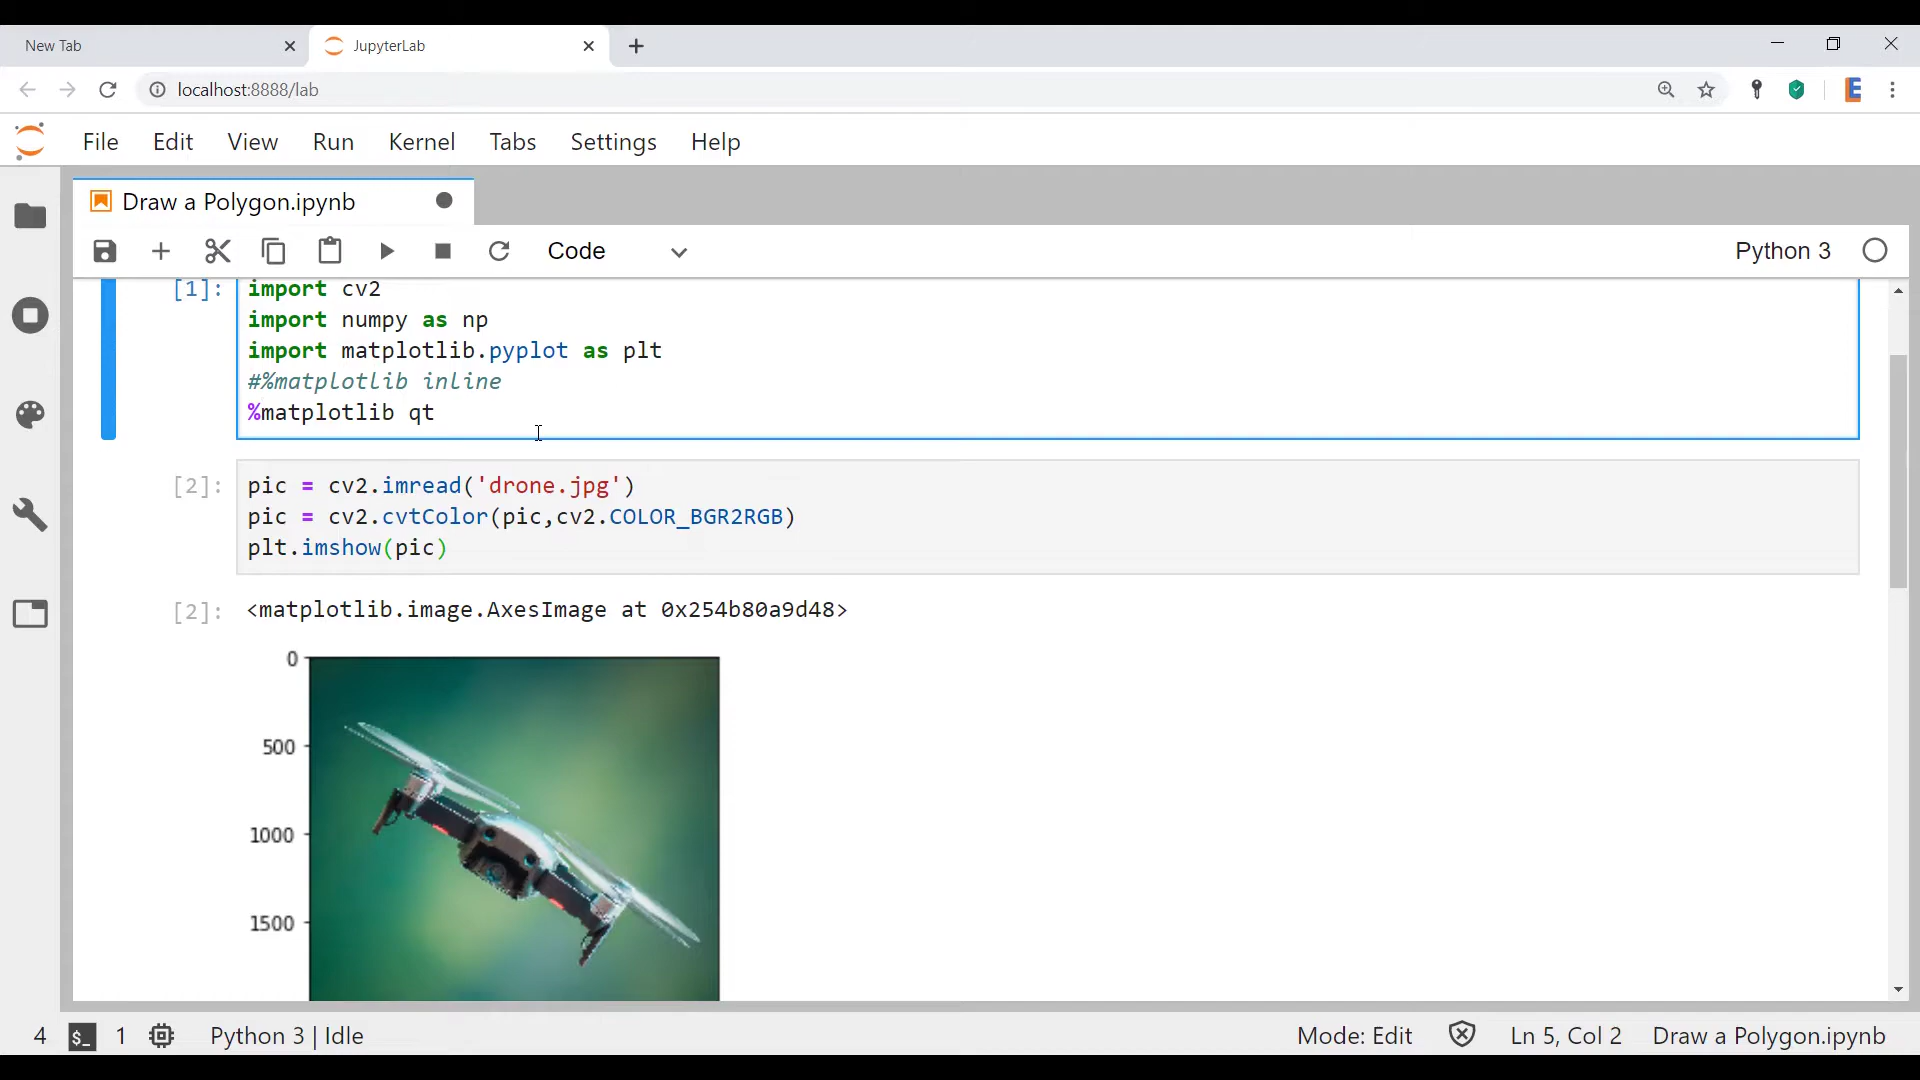 New Tab
JupyterLab
localhost:8888/lab
File Edit View Run Kernel Tabs Settings Help
Draw a Polygon.ipynb
Code
Python 3
[1]:
import cv2
import numpy as np
import matplotlib.pyplot as plt
#%matplotlib inline
%matplotlib qt
[2]:
pic = cv2.imread('drone.jpg')
pic = cv2.cvtColor(pic,cv2.COLOR_BGR2RGB)
plt.imshow(pic)
[2]:
<matplotlib.image.AxesImage at 0x254b80a9d48>
0
500
1000
1500
4 $_ 1 Python 3 | Idle Mode: Edit Ln 5, Col 2 Draw a Polygon.ipynb